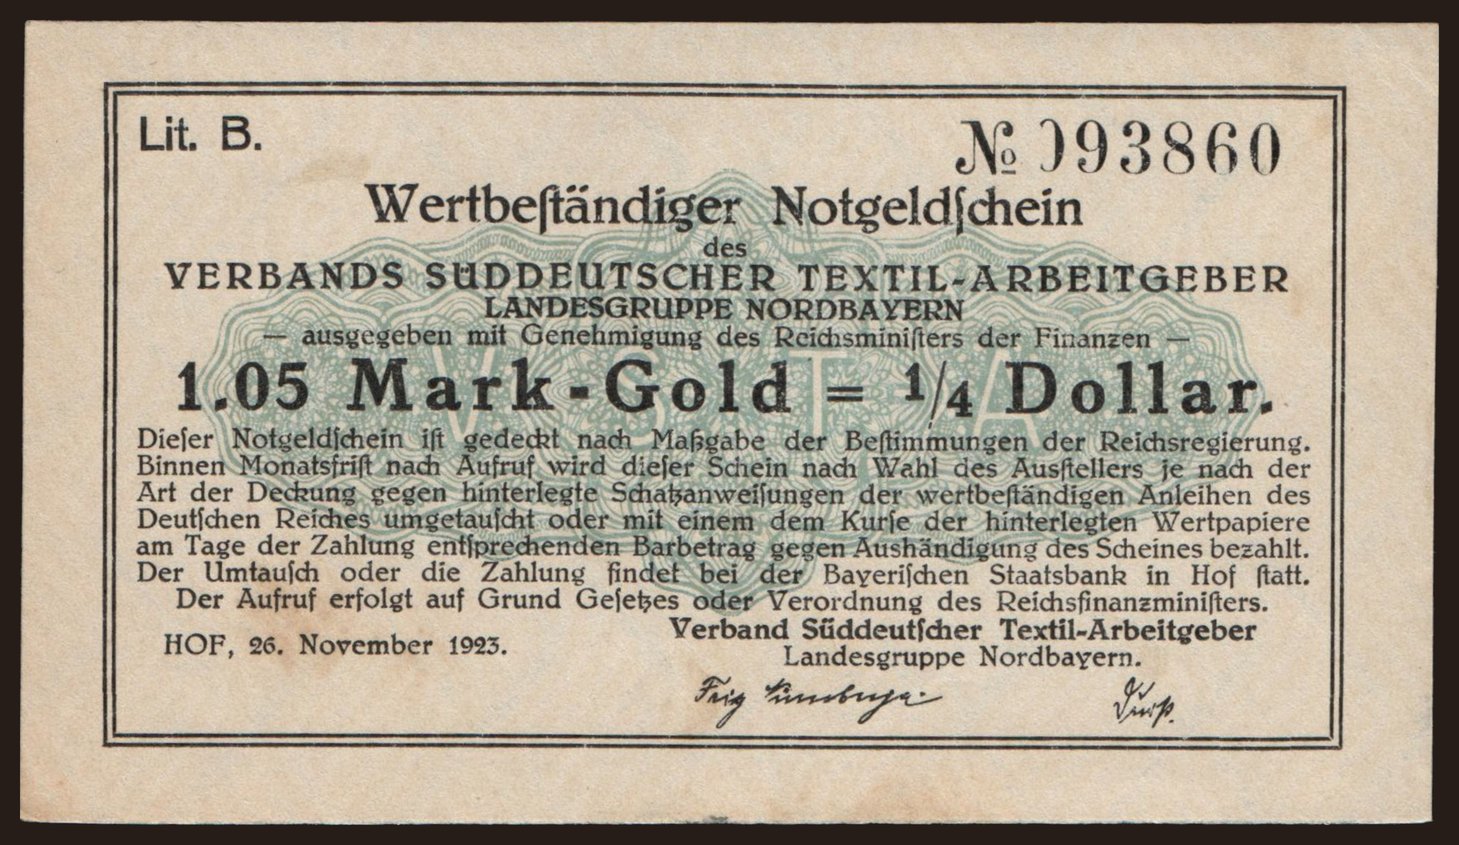 Lit. B.
№ 093860
Wertbeſtändiger Notgeldſchein
des
VERBANDS SÜDDEUTSCHER TEXTIL-ARBEITGEBER
LANDESGRUPPE NORDBAYERN
— ausgegeben mit Genehmigung des Reichsminiſters der Finanzen —
V S T A
1.05 Mark-Gold = 1/4 Dollar.
Dieſer Notgeldſchein iſt gedeckt nach Maßgabe der Beſtimmungen der Reichsregierung.
Binnen Monatsfriſt nach Aufruf wird dieſer Schein nach Wahl des Ausſtellers je nach der
Art der Deckung gegen hinterlegte Schatzanweiſungen der wertbeſtändigen Anleihen des
Deutſchen Reiches umgetauſcht oder mit einem dem Kurſe der hinterlegten Wertpapiere
am Tage der Zahlung entſprechenden Barbetrag gegen Aushändigung des Scheines bezahlt.
Der Umtauſch oder die Zahlung findet bei der Bayeriſchen Staatsbank in Hof ſtatt.
Der Aufruf erfolgt auf Grund Geſetzes oder Verordnung des Reichsfinanzminiſters.
HOF, 26. November 1923.
Verband Süddeutſcher Textil-Arbeitgeber
Landesgruppe Nordbayern.